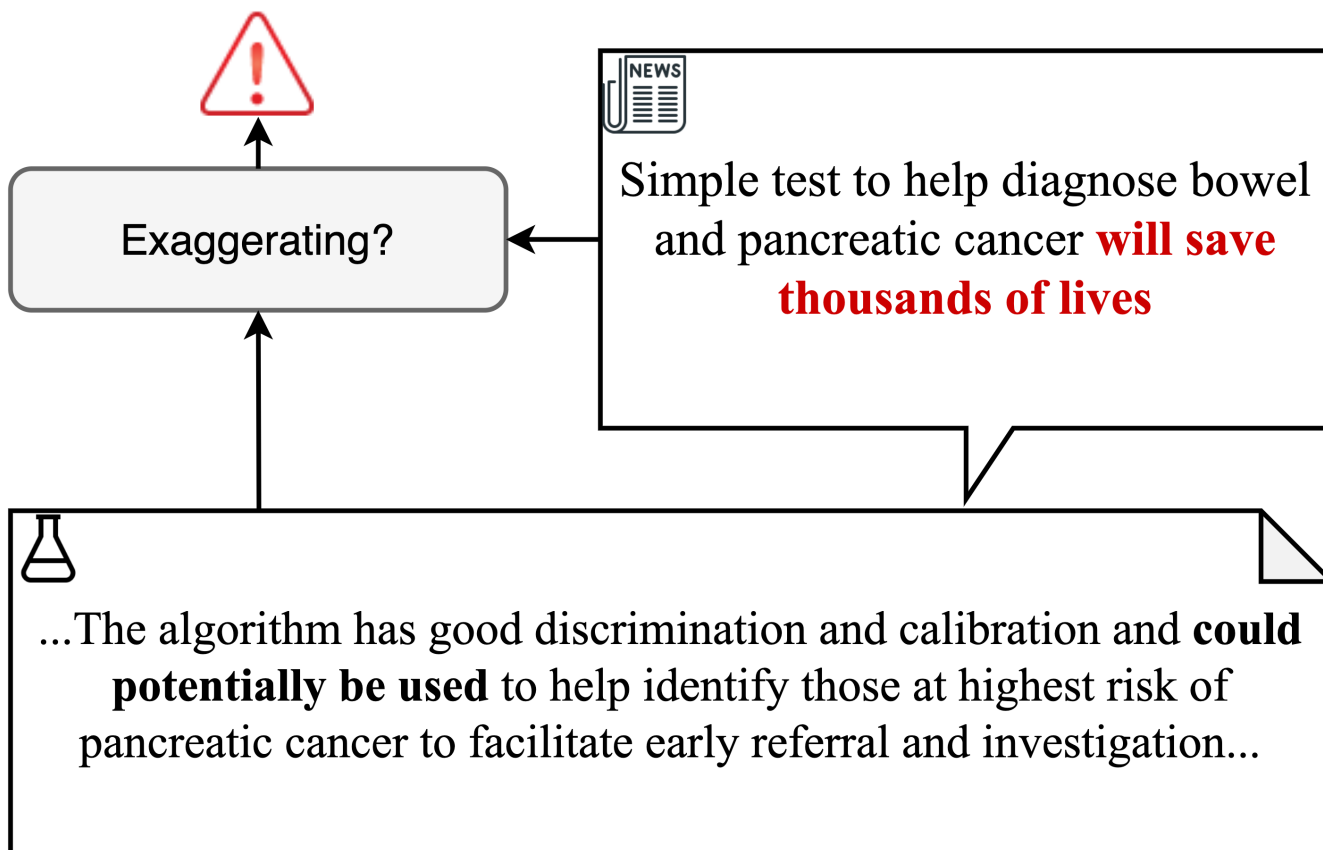 NEWS
Simple test to help diagnose bowel
and pancreatic cancer will save
thousands of lives
Exaggerating?
...The algorithm has good discrimination and calibration and could
potentially be used to help identify those at highest risk of
pancreatic cancer to facilitate early referral and investigation...